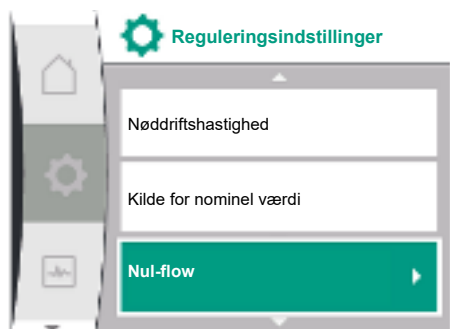 Reguleringsindstillinger
Nøddriftshastighed
Kilde for nominel værdi
Nul-flow